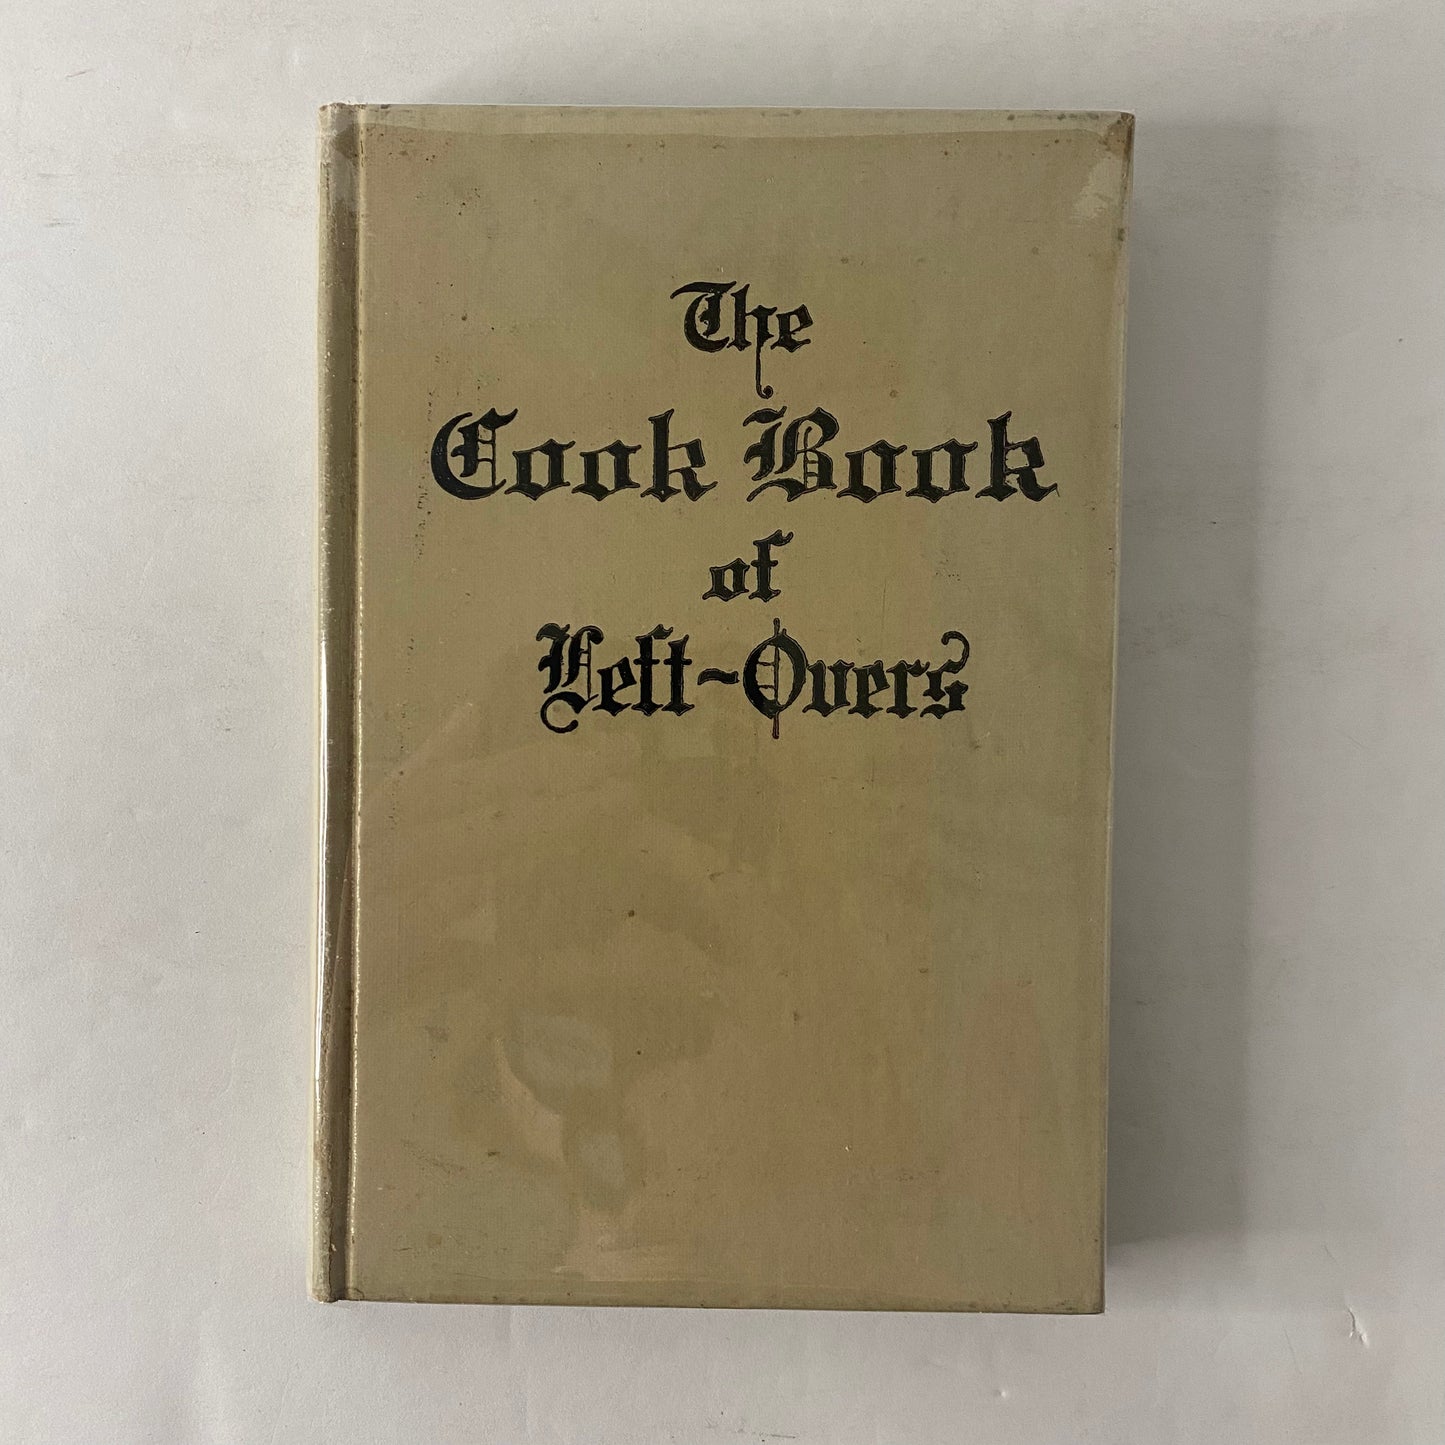 The
Cook Book
of
Left-Overs